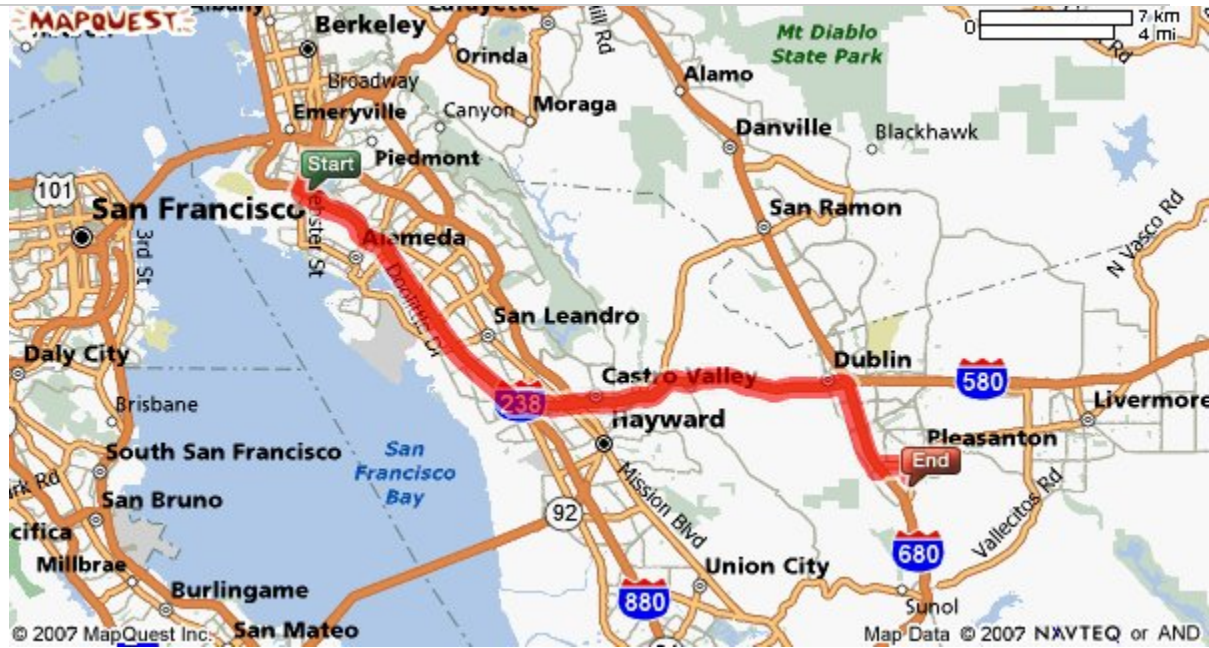 MAPQUEST
Albany
Lafayette
7 km
4 mi
0
Berkeley
Orinda
Mt Diablo
State Park
Broadway
Alamo
Emeryville
Canyon
Moraga
Danville
Blackhawk
Start
Piedmont
101
San Francisco
San Ramon
N Vasco Rd
3rd St
Alameda
Doolittle Dr
San Leandro
Daly City
Dublin
580
Castro Valley
238
Brisbane
Hayward
Livermore
Pleasanton
South San Francisco
San
Francisco
Bay
End
San Bruno
Mission Blvd
92
Vallecitos Rd
680
Millbrae
Union City
880
Burlingame
Sunol
© 2007 MapQuest Inc.
San Mateo
Map Data © 2007 NAVTEQ or AND